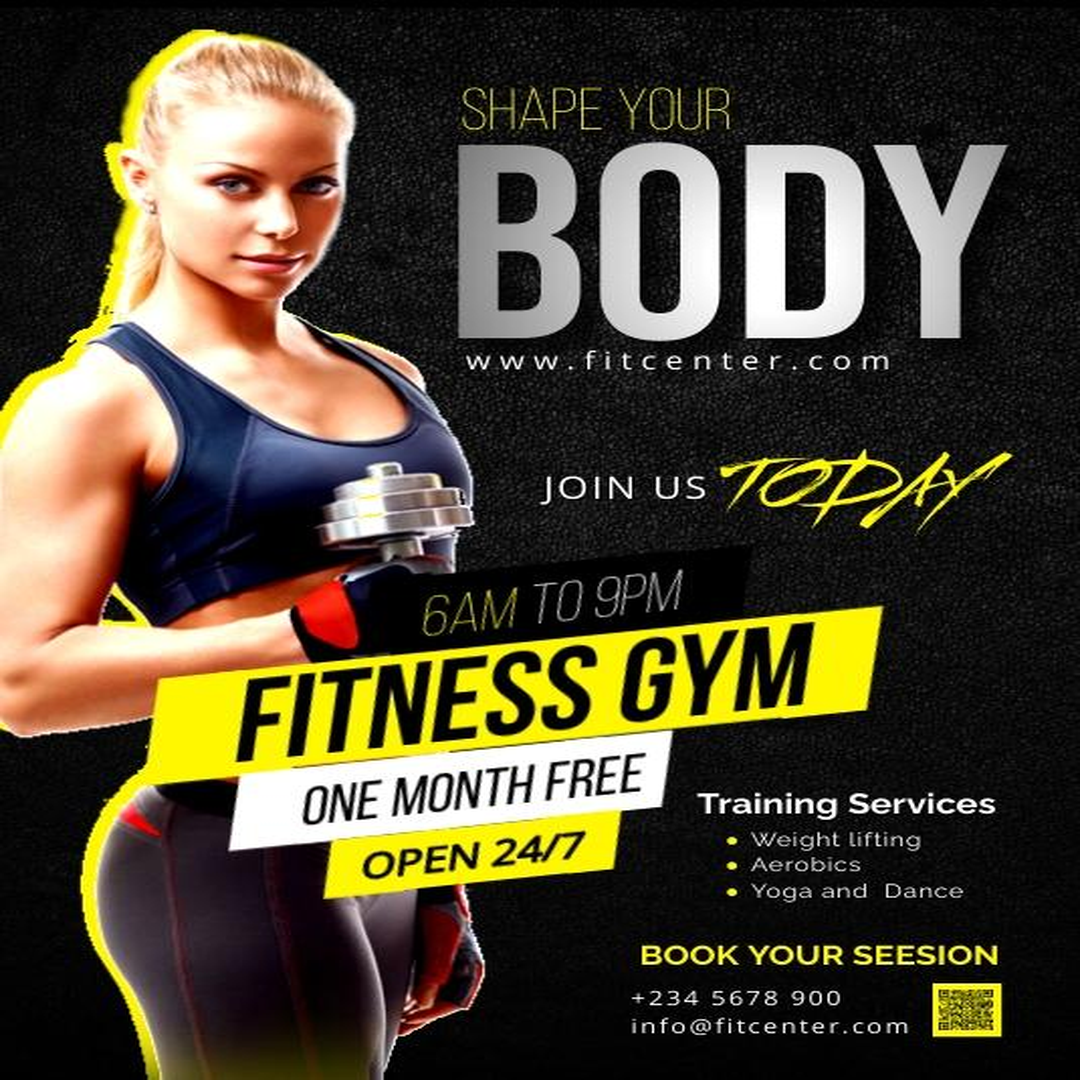 SHAPE YOUR
BODY
www.fitcenter.com
JOIN US TODAY
6AM TO 9PM
FITNESS GYM
ONE MONTH FREE
OPEN 24/7
Training Services
• Weight lifting
• Aerobics
• Yoga and Dance
BOOK YOUR SEESION
+234 5678 900
info@fitcenter.com